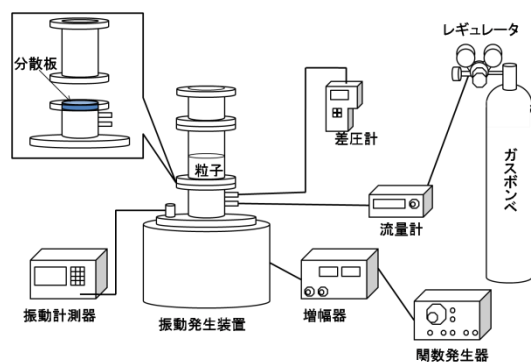 レギュレータ
分散板
差圧計
粒子
ガスボンベ
流量計
振動計測器
振動発生装置
増幅器
関数発生器